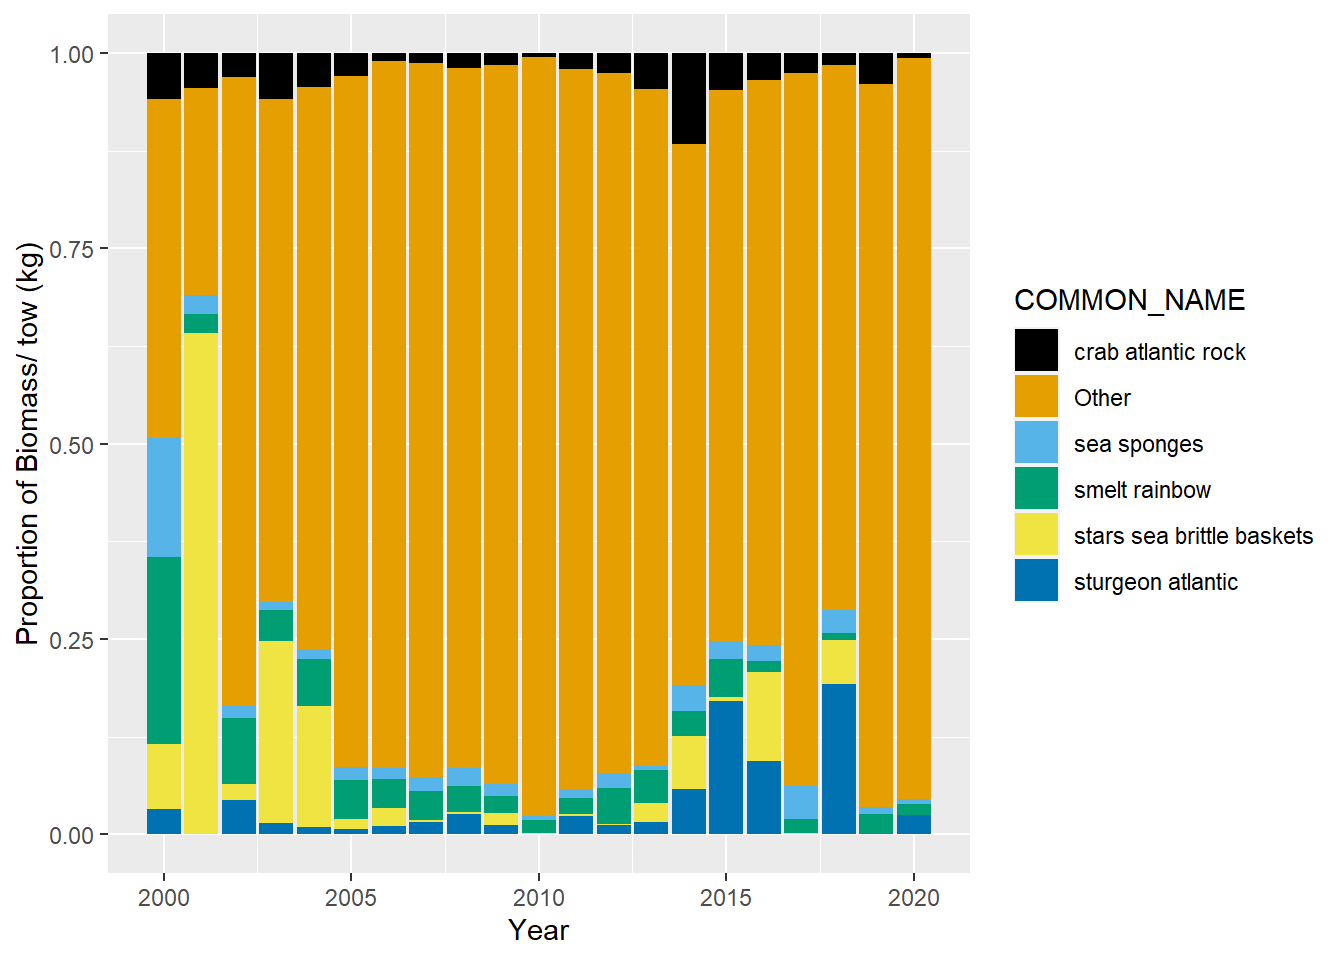 Proportion of Biomass/ tow (kg)
1.00
0.75
0.50
0.25
0.00
2000 2005 2010 2015 2020
Year
COMMON_NAME
crab atlantic rock
Other
sea sponges
smelt rainbow
stars sea brittle baskets
sturgeon atlantic